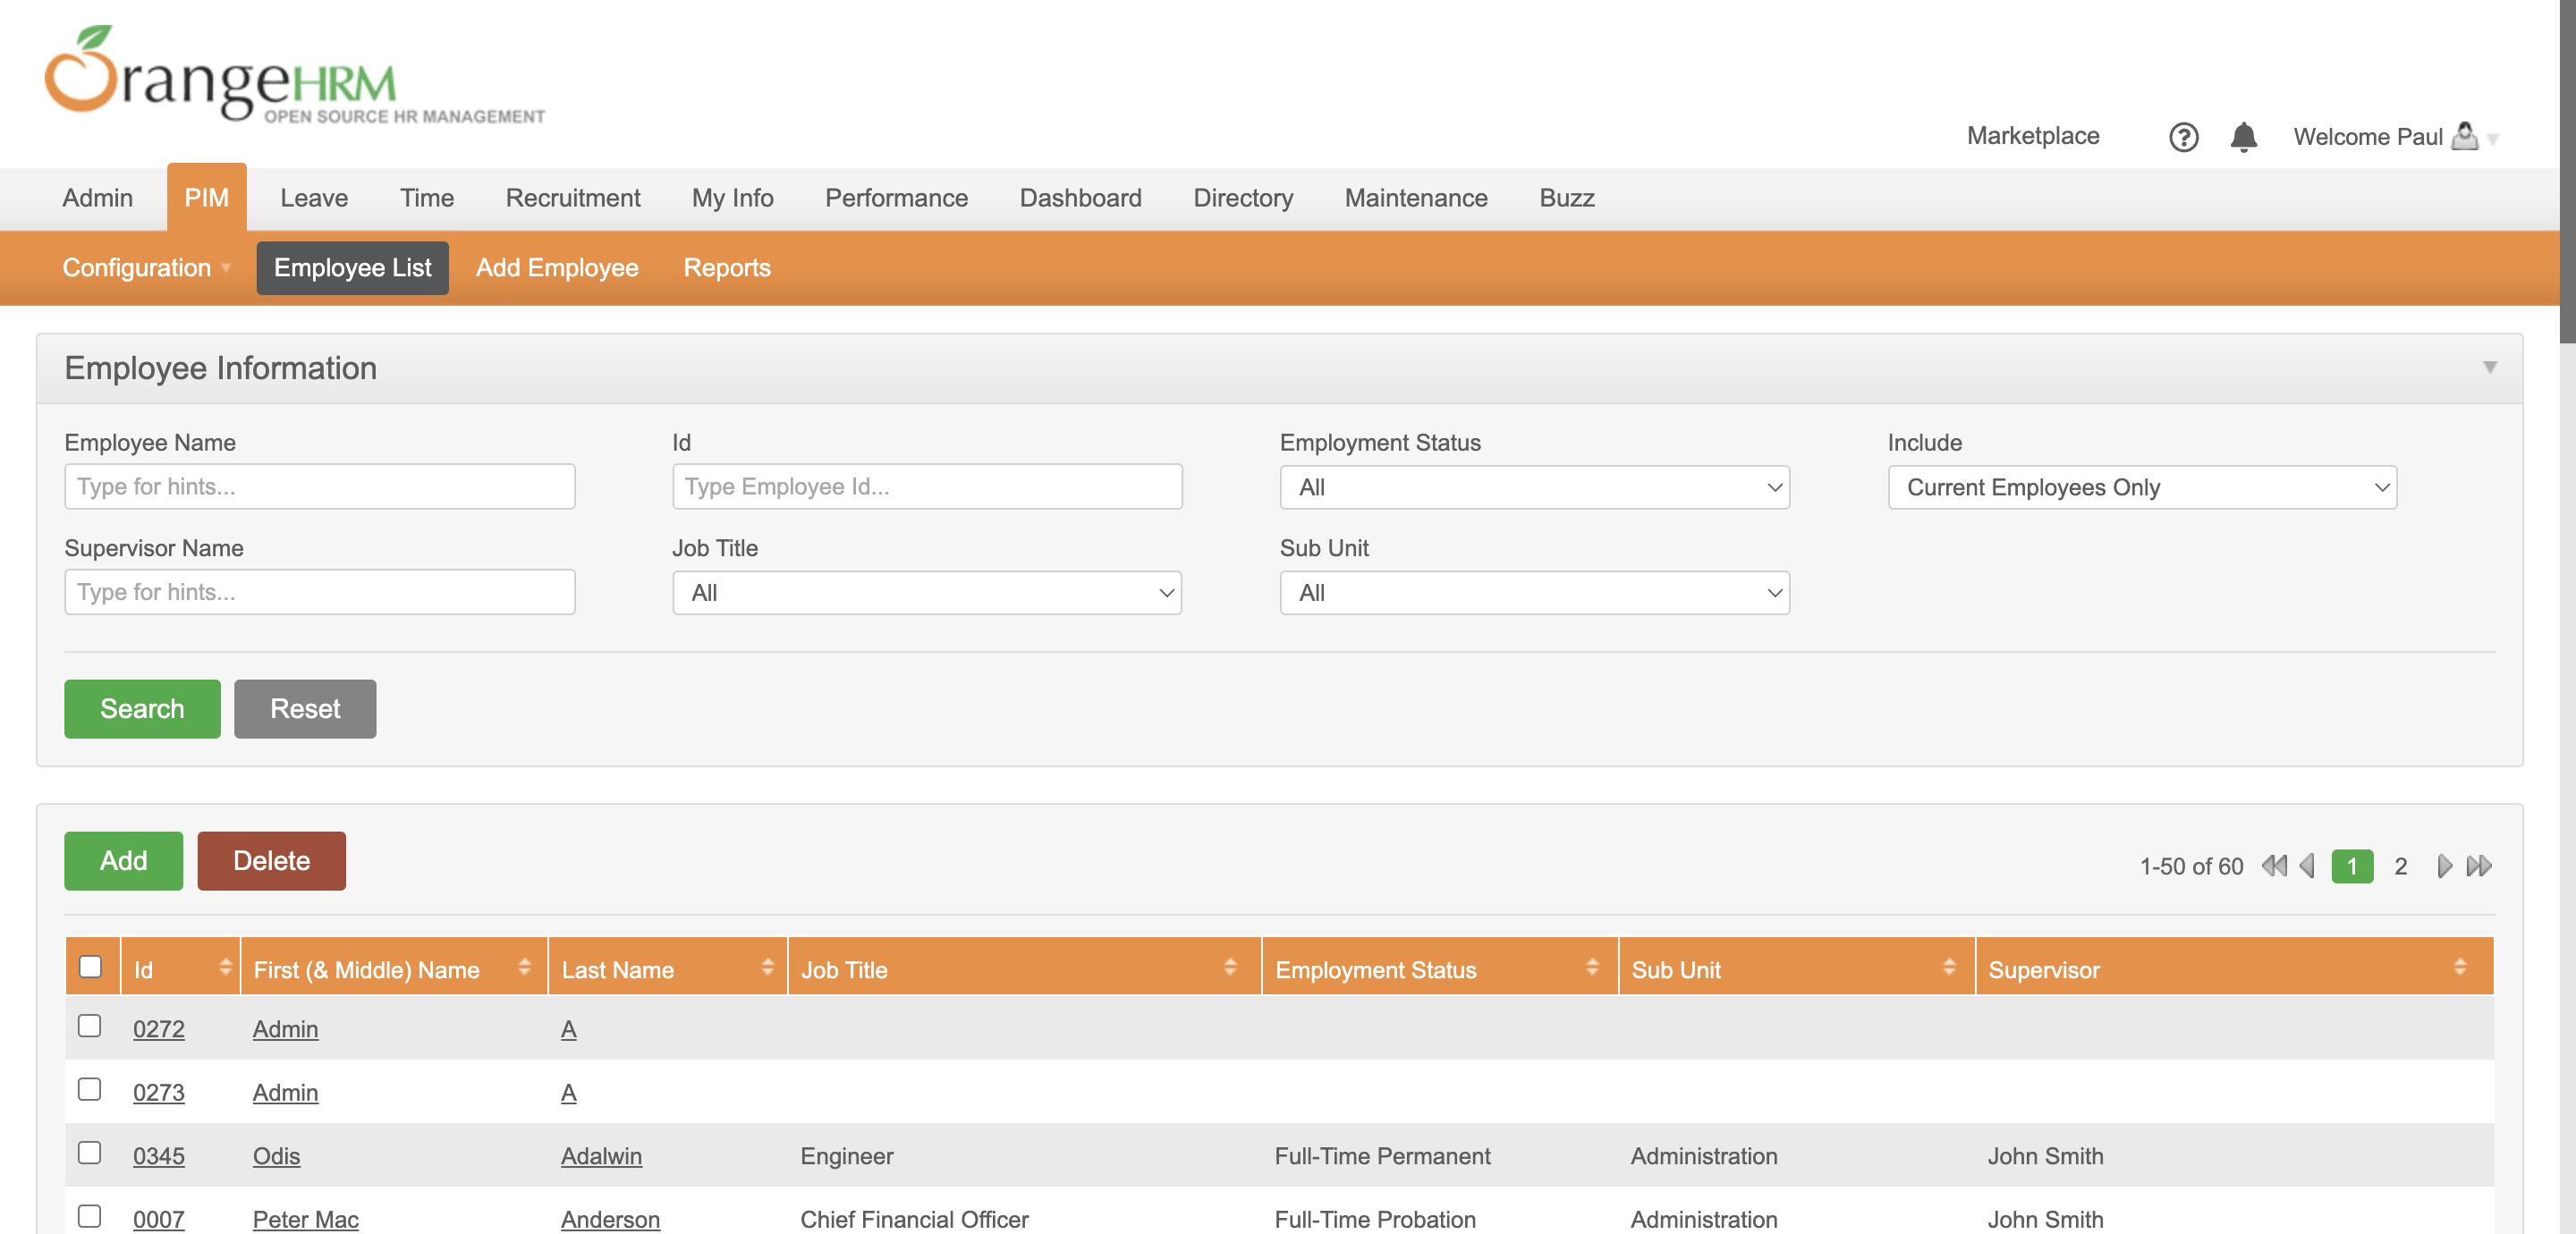 OrangeHRM
OPEN SOURCE HR MANAGEMENT
Marketplace ? Welcome Paul
Admin PIM Leave Time Recruitment My Info Performance Dashboard Directory Maintenance Buzz
Configuration Employee List Add Employee Reports
Employee Information
Employee Name Id Employment Status Include
Type for hints... Type Employee Id... All Current Employees Only
Supervisor Name Job Title Sub Unit
Type for hints... All All
Search Reset
Add Delete 1-50 of 60 1 2
Id First (& Middle) Name Last Name Job Title Employment Status Sub Unit Supervisor
0272 Admin A
0273 Admin A
0345 Odis Adalwin Engineer Full-Time Permanent Administration John Smith
0007 Peter Mac Anderson Chief Financial Officer Full-Time Probation Administration John Smith